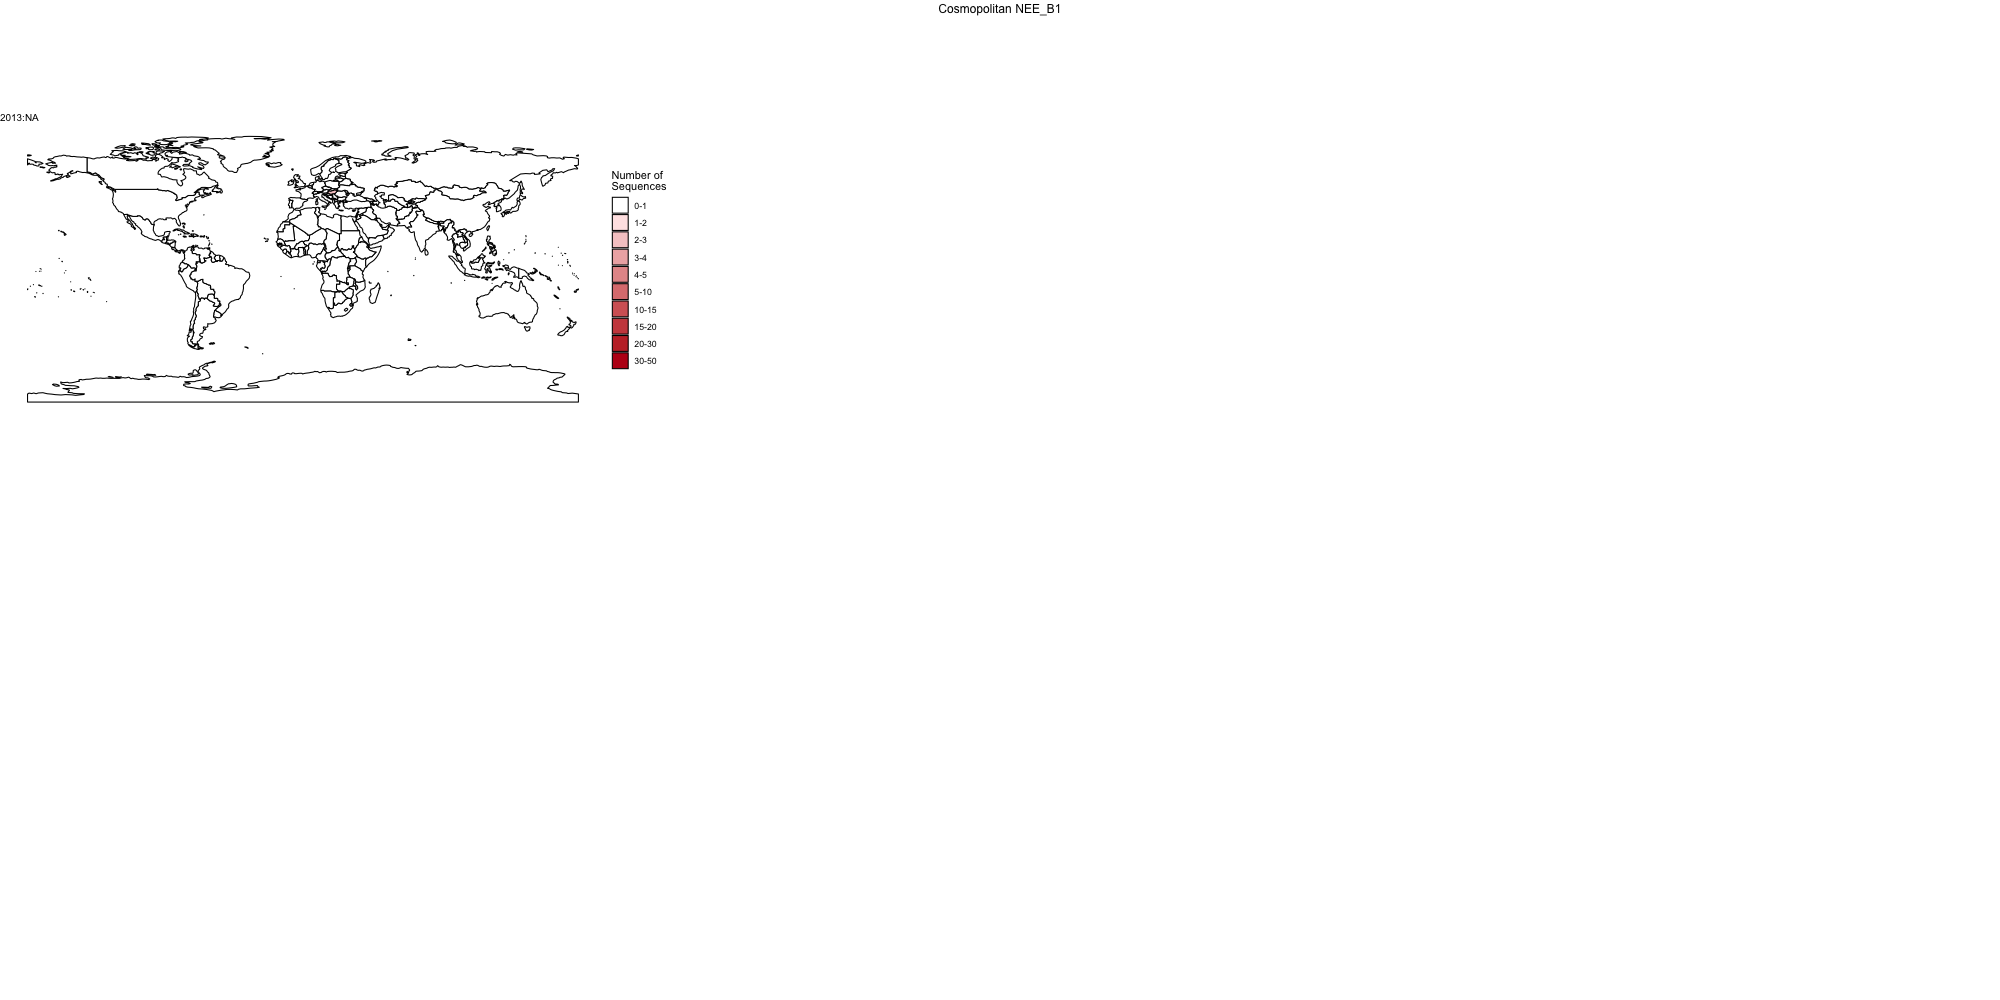 Cosmopolitan NEE_B1
2013:NA
Number of
Sequences
0-1
1-2
2-3
3-4
4-5
5-10
10-15
15-20
20-30
30-50